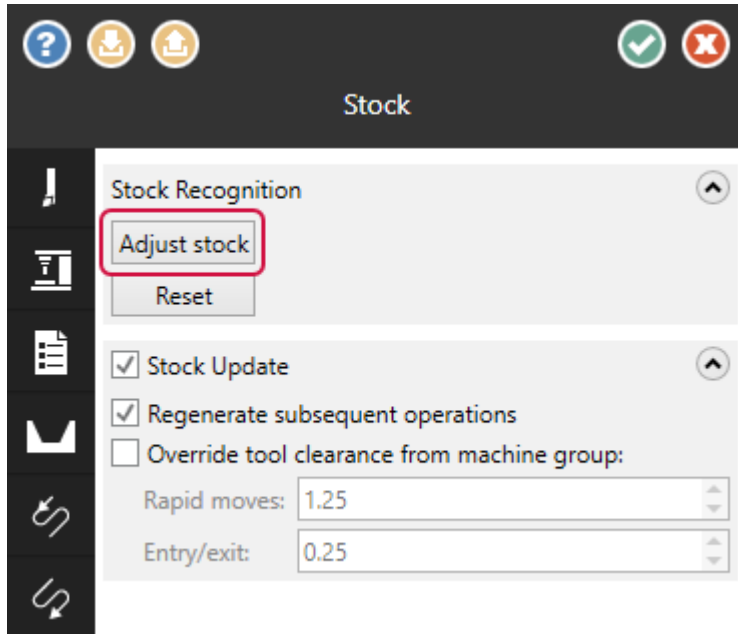 ?
Stock
Stock Recognition
Adjust stock
Reset
Stock Update
Regenerate subsequent operations
Override tool clearance from machine group:
Rapid moves: 1.25
Entry/exit: 0.25